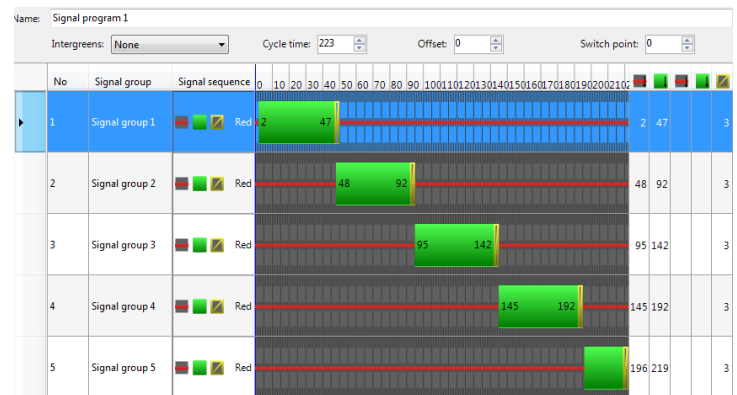 Name: Signal program 1
Intergreens: None Cycle time: 223 Offset: 0 Switch point: 0
No Signal group Signal sequence 0 10 20 30 40 50 60 70 80 90 100 110 120 130 140 150 160 170 180 190 200 210
1 Signal group 1 Red 2 47 2 47 3
2 Signal group 2 Red 48 92 48 92 3
3 Signal group 3 Red 95 142 95 142 3
4 Signal group 4 Red 145 192 145 192 3
5 Signal group 5 Red 196 219 3